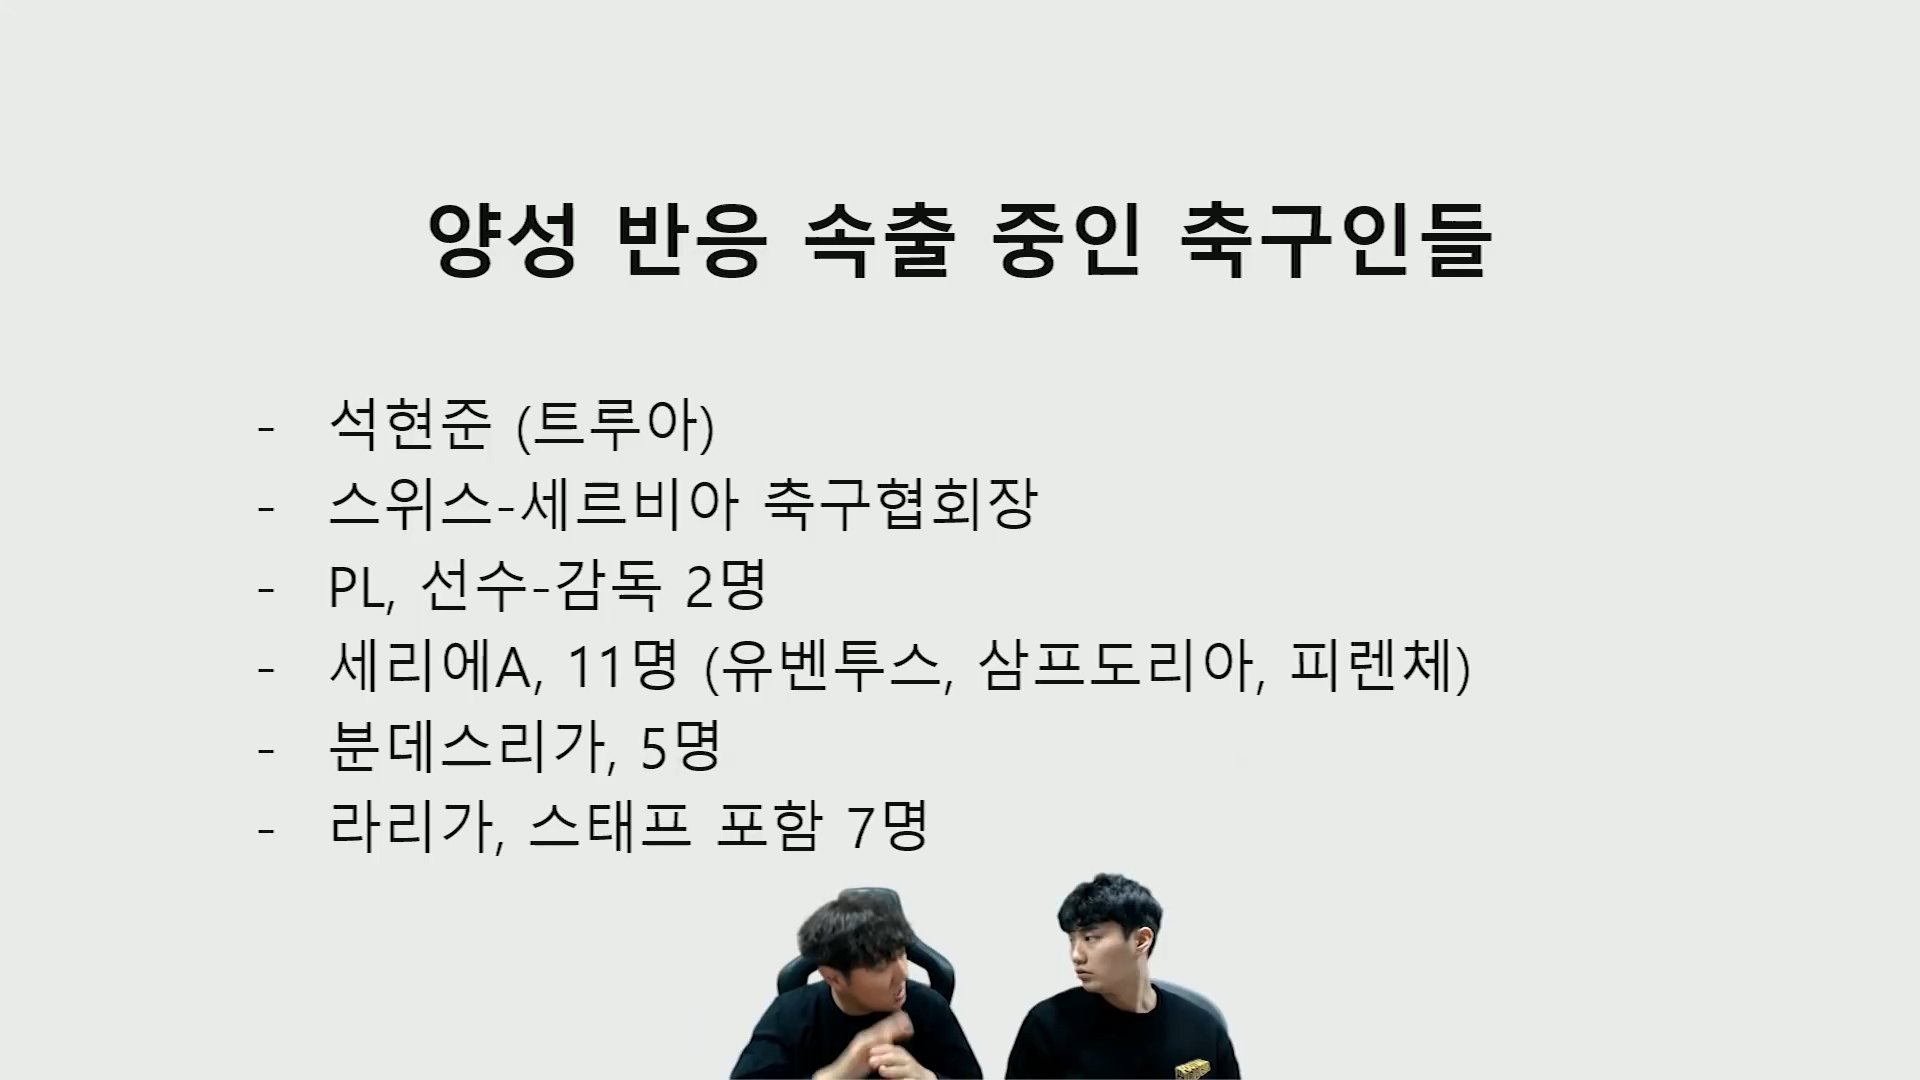 양성 반응 속출 중인 축구인들
- 석현준 (트루아)
- 스위스-세르비아 축구협회장
- PL, 선수-감독 2명
- 세리에A, 11명 (유벤투스, 삼프도리아, 피렌체)
- 분데스리가, 5명
- 라리가, 스태프 포함 7명